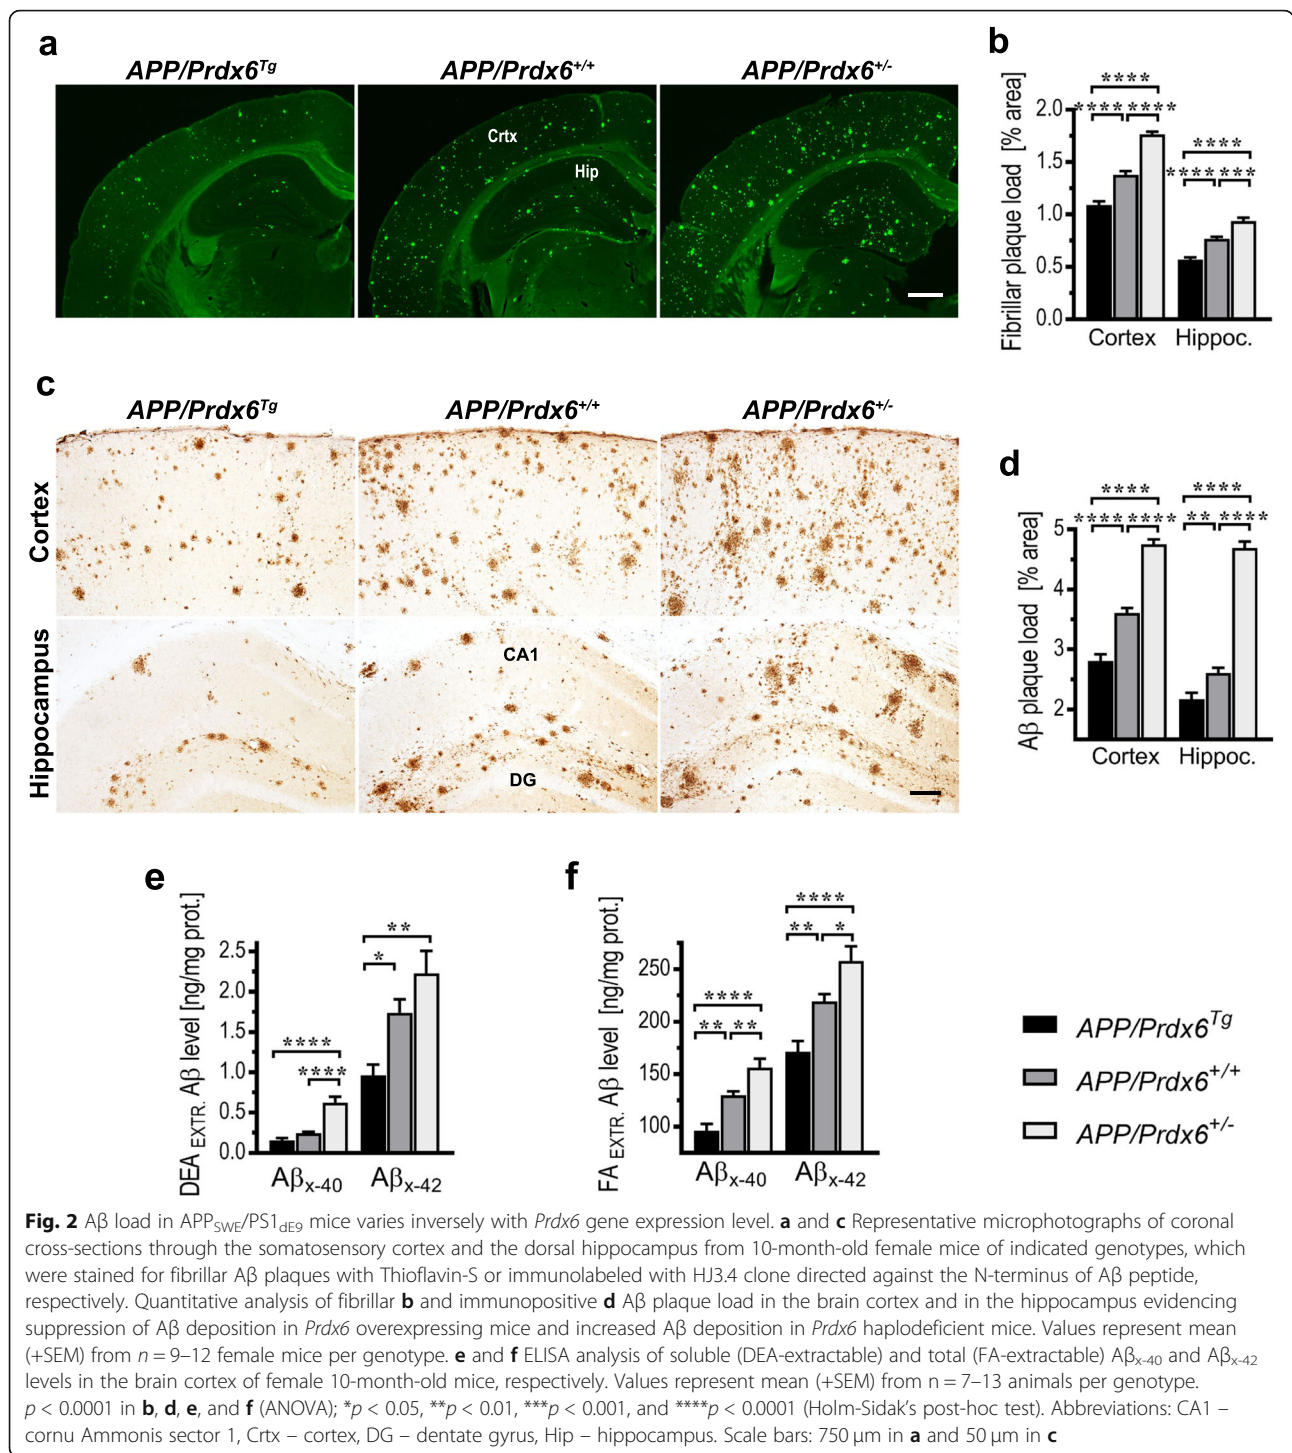 a
APP/Prdx6^Tg APP/Prdx6^+/+ APP/Prdx6^+/-
Crtx
Hip
b
Fibrillar plaque load [% area]
2.0
1.5
1.0
0.5
0.0
****
**** ****
****
**** ***
Cortex Hippoc.
c
APP/Prdx6^Tg APP/Prdx6^+/+ APP/Prdx6^+/-
Cortex
Hippocampus
CA1
DG
d
Aβ plaque load [% area]
5
4
3
2
**** ****
**** **** ** ****
Cortex Hippoc.
e
DEA EXTR. Aβ level [ng/mg prot.]
2.5
2.0
1.5
1.0
0.5
0.0
**
*
****
****
Aβx-40 Aβx-42
f
FA EXTR. Aβ level [ng/mg prot.]
250
200
150
100
****
** *
****
** **
Aβx-40 Aβx-42
APP/Prdx6^Tg
APP/Prdx6^+/+
APP/Prdx6^+/-
Fig. 2 Aβ load in APPSWE/PS1dE9 mice varies inversely with Prdx6 gene expression level. a and c Representative microphotographs of coronal
cross-sections through the somatosensory cortex and the dorsal hippocampus from 10-month-old female mice of indicated genotypes, which
were stained for fibrillar Aβ plaques with Thioflavin-S or immunolabeled with HJ3.4 clone directed against the N-terminus of Aβ peptide,
respectively. Quantitative analysis of fibrillar b and immunopositive d Aβ plaque load in the brain cortex and in the hippocampus evidencing
suppression of Aβ deposition in Prdx6 overexpressing mice and increased Aβ deposition in Prdx6 haplodeficient mice. Values represent mean
(+SEM) from n = 9–12 female mice per genotype. e and f ELISA analysis of soluble (DEA-extractable) and total (FA-extractable) Aβx-40 and Aβx-42
levels in the brain cortex of female 10-month-old mice, respectively. Values represent mean (+SEM) from n = 7–13 animals per genotype.
p < 0.0001 in b, d, e, and f (ANOVA); *p < 0.05, **p < 0.01, ***p < 0.001, and ****p < 0.0001 (Holm-Sidak's post-hoc test). Abbreviations: CA1 –
cornu Ammonis sector 1, Crtx – cortex, DG – dentate gyrus, Hip – hippocampus. Scale bars: 750 μm in a and 50 μm in c